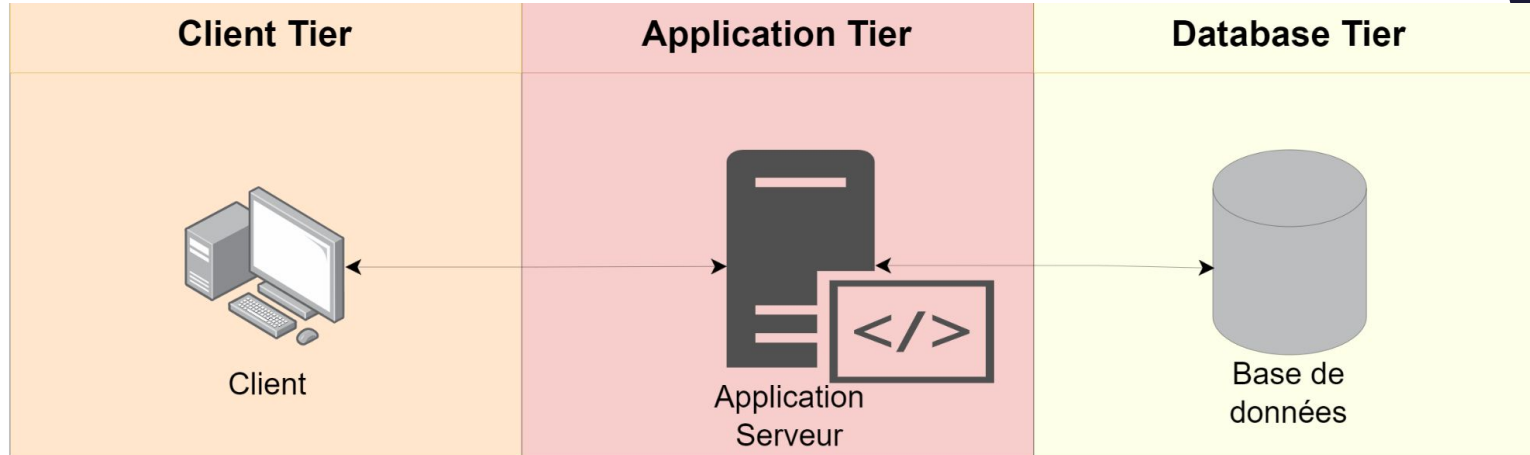 Client Tier
Application Tier
Database Tier
</>
Client
Application
Serveur
Base de
données